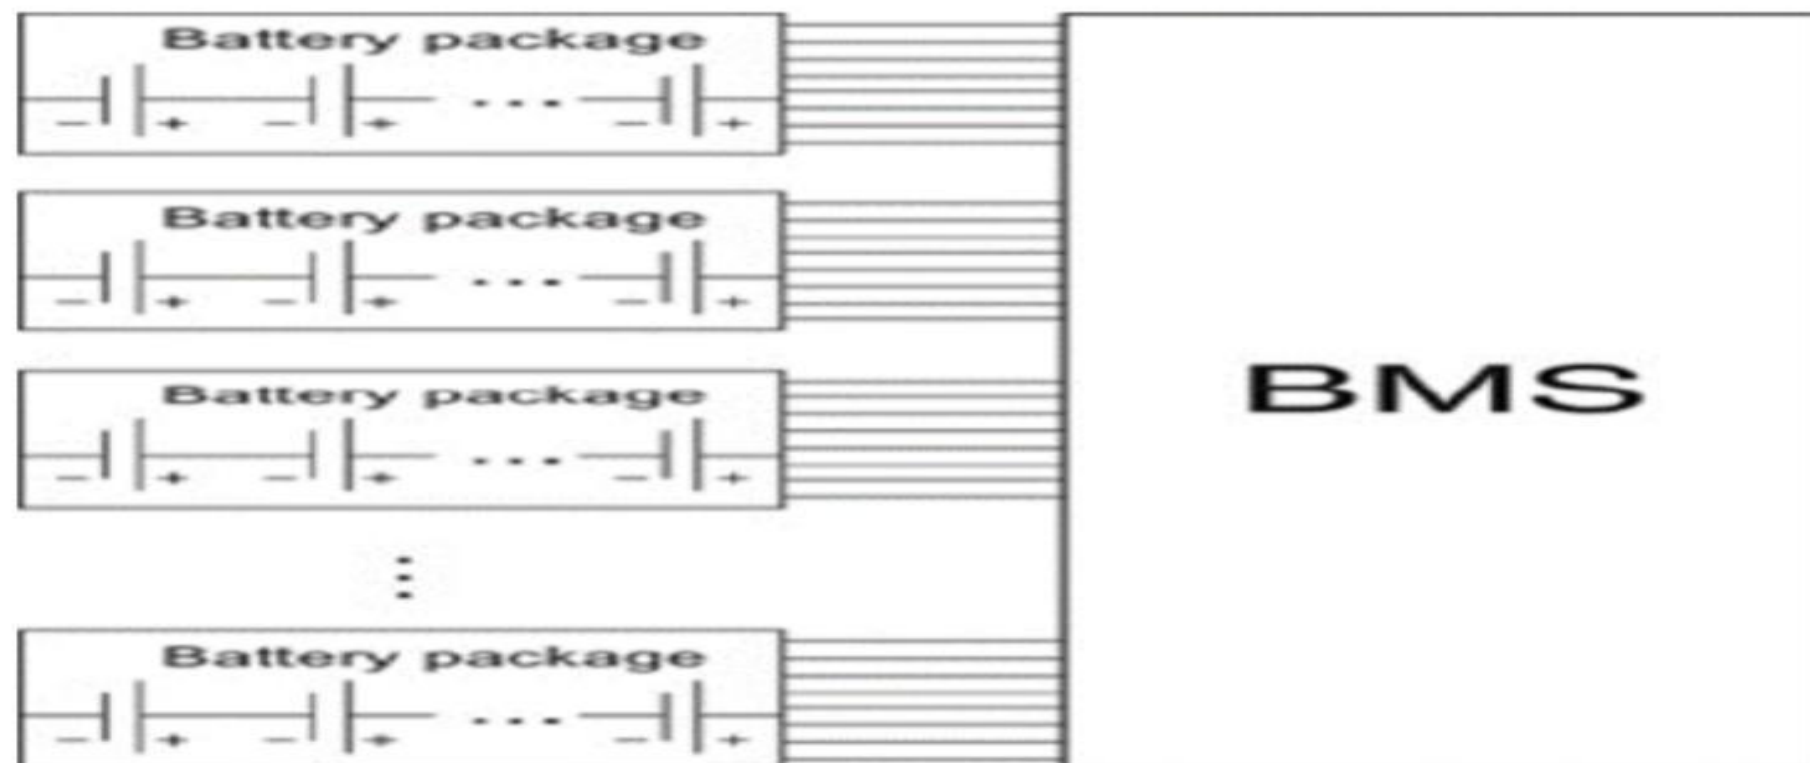 Battery package
− + − + ... − +
Battery package
− + − + ... − +
Battery package
BMS
− + − + ... − +
Battery package
− + − + ... − +